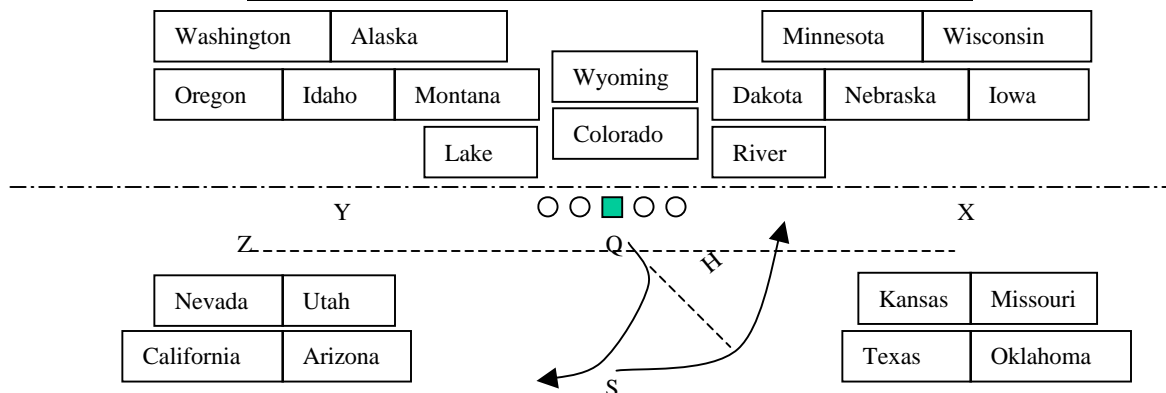 Washington Alaska Minnesota Wisconsin
Wyoming
Oregon Idaho Montana Dakota Nebraska Iowa
Colorado
Lake River
Y X
Z Q H
Nevada Utah Kansas Missouri
California Arizona Texas Oklahoma
S